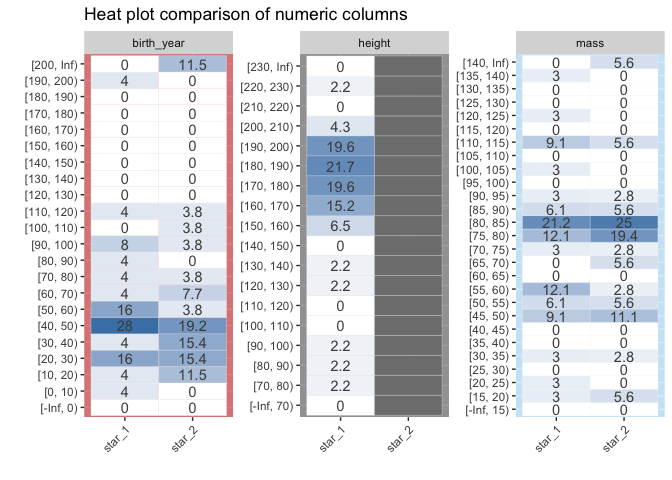 Heat plot comparison of numeric columns
birth_year
[200, Inf) 0 11.5
[190, 200) 4 0
[180, 190) 0 0
[170, 180) 0 0
[160, 170) 0 0
[150, 160) 0 0
[140, 150) 0 0
[130, 140) 0 0
[120, 130) 0 0
[110, 120) 4 3.8
[100, 110) 0 3.8
[90, 100) 8 3.8
[80, 90) 4 0
[70, 80) 4 3.8
[60, 70) 4 7.7
[50, 60) 16 3.8
[40, 50) 28 19.2
[30, 40) 4 15.4
[20, 30) 16 15.4
[10, 20) 4 11.5
[0, 10) 4 0
[-Inf, 0) 0 0
star_1 star_2
height
[230, Inf) 0
[220, 230) 2.2
[210, 220) 0
[200, 210) 4.3
[190, 200) 19.6
[180, 190) 21.7
[170, 180) 19.6
[160, 170) 15.2
[150, 160) 6.5
[140, 150) 0
[130, 140) 2.2
[120, 130) 2.2
[110, 120) 0
[100, 110) 0
[90, 100) 2.2
[80, 90) 2.2
[70, 80) 2.2
[-Inf, 70) 0
star_1 star_2
mass
[140, Inf) 0 5.6
[135, 140) 3 0
[130, 135) 0 0
[125, 130) 0 0
[120, 125) 3 0
[115, 120) 0 0
[110, 115) 9.1 5.6
[105, 110) 0 0
[100, 105) 3 0
[95, 100) 0 0
[90, 95) 3 2.8
[85, 90) 6.1 5.6
[80, 85) 21.2 25
[75, 80) 12.1 19.4
[70, 75) 3 2.8
[65, 70) 0 5.6
[60, 65) 0 0
[55, 60) 12.1 2.8
[50, 55) 6.1 5.6
[45, 50) 9.1 11.1
[40, 45) 0 0
[35, 40) 0 0
[30, 35) 3 2.8
[25, 30) 0 0
[20, 25) 3 0
[15, 20) 3 5.6
[-Inf, 15) 0 0
star_1 star_2